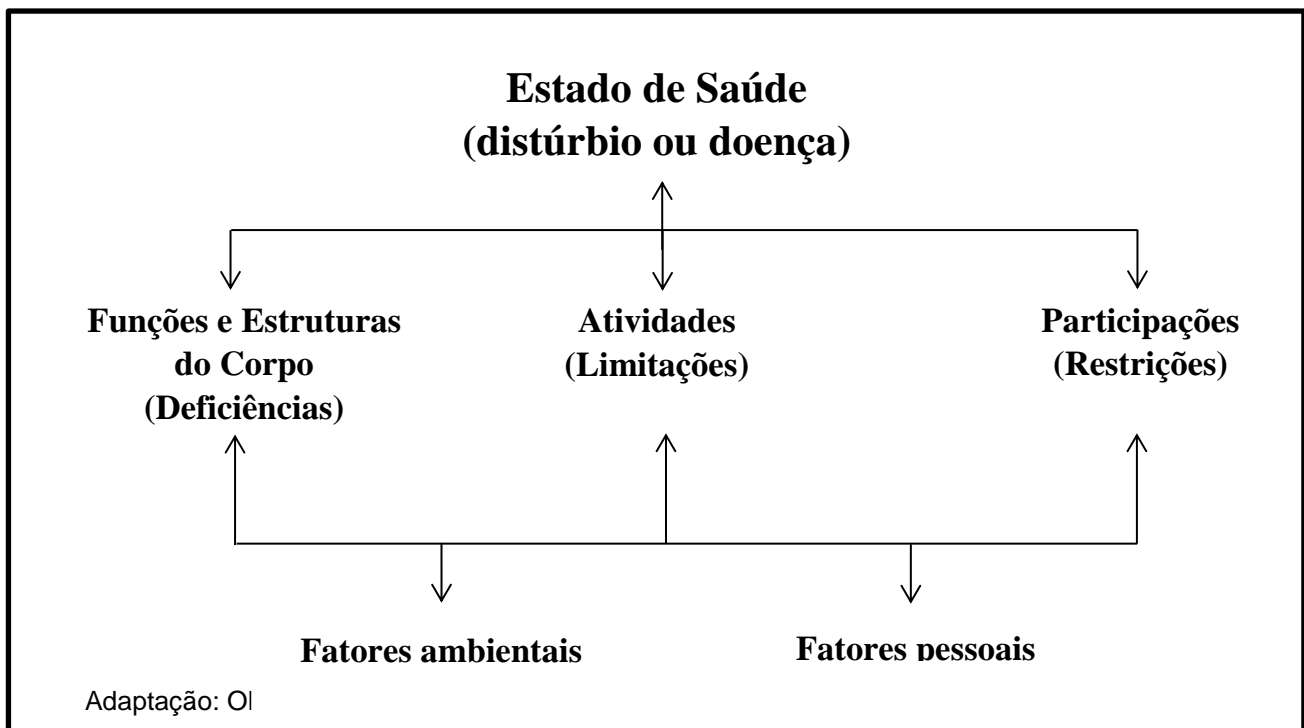 Estado de Saúde
(distúrbio ou doença)
Funções e Estruturas
do Corpo
(Deficiências)
Atividades
(Limitações)
Participações
(Restrições)
Fatores ambientais
Fatores pessoais
Adaptação: